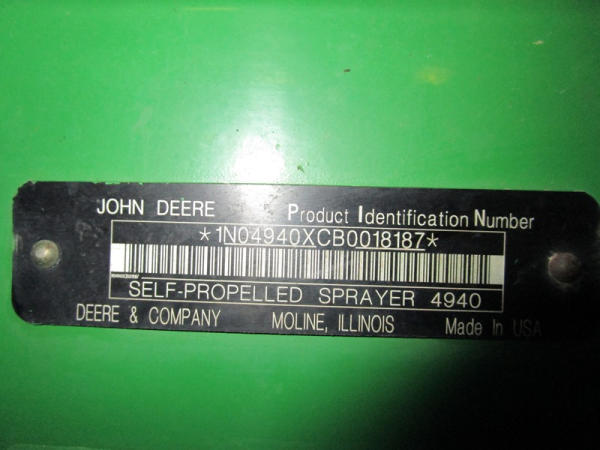 JOHN DEERE Product Identification Number
*1N04940XCB0018187*
SELF-PROPELLED SPRAYER 4940
DEERE & COMPANY MOLINE, ILLINOIS Made In USA